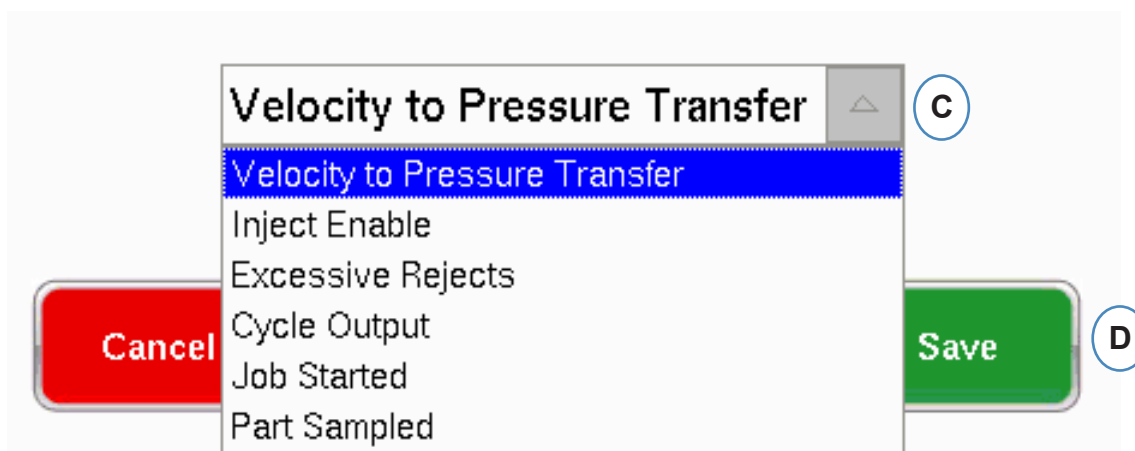 Velocity to Pressure Transfer
C
Velocity to Pressure Transfer
Inject Enable
Excessive Rejects
Cycle Output
Job Started
Part Sampled
Cancel
Save
D